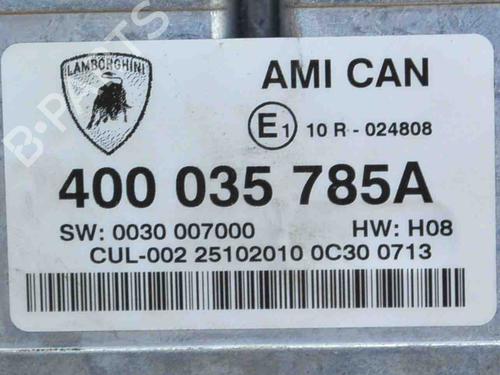 B-PARTS
LAMBORGHINI
AMI CAN
E1 10 R - 024808
400 035 785A
SW: 0030 007000 HW: H08
CUL-002 25102010 0C30 0713